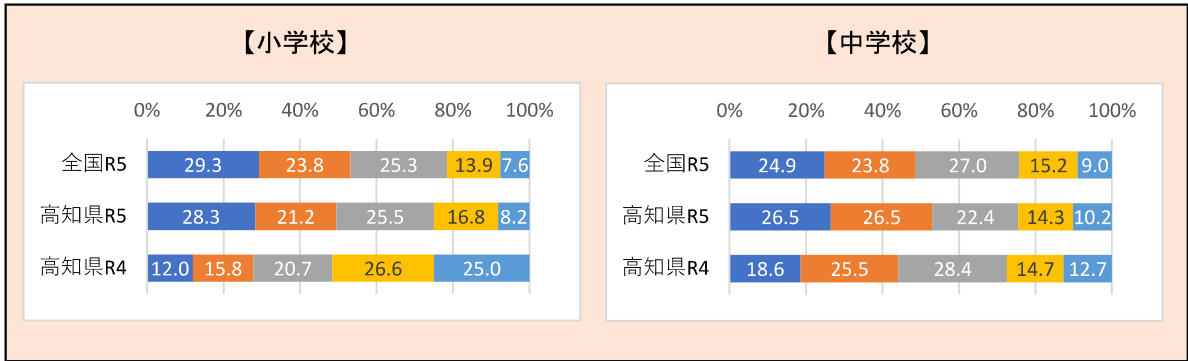 【小学校】
0% 20% 40% 60% 80% 100%
全国R5 29.3 23.8 25.3 13.9 7.6
高知県R5 28.3 21.2 25.5 16.8 8.2
高知県R4 12.0 15.8 20.7 26.6 25.0
【中学校】
0% 20% 40% 60% 80% 100%
全国R5 24.9 23.8 27.0 15.2 9.0
高知県R5 26.5 26.5 22.4 14.3 10.2
高知県R4 18.6 25.5 28.4 14.7 12.7